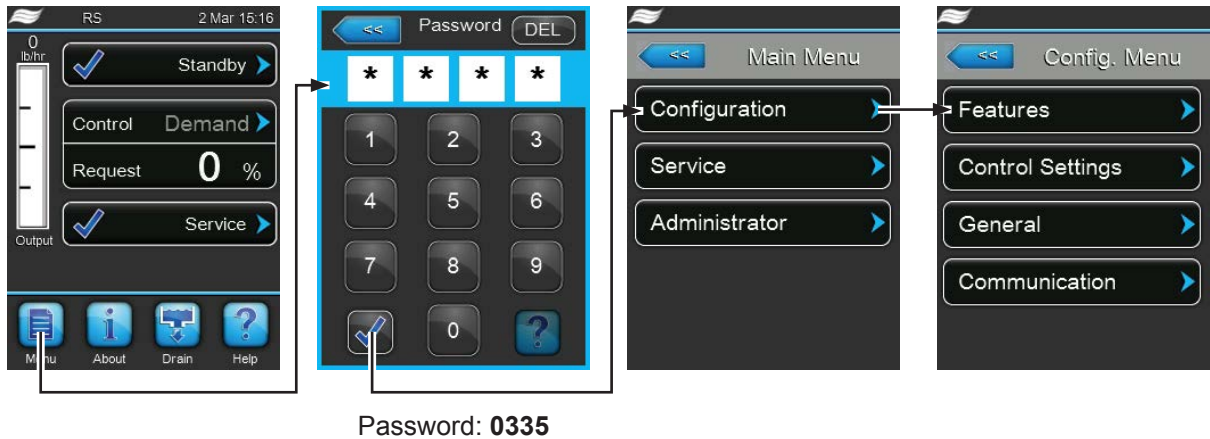 RS 2 Mar 15:16
0
lb/hr
Standby
Control Demand
Request 0 %
Service
Output
Menu About Drain Help
<< Password DEL
* * * *
1 2 3
4 5 6
7 8 9
0 ?
Password: 0335
<< Main Menu
Configuration
Service
Administrator
<< Config. Menu
Features
Control Settings
General
Communication